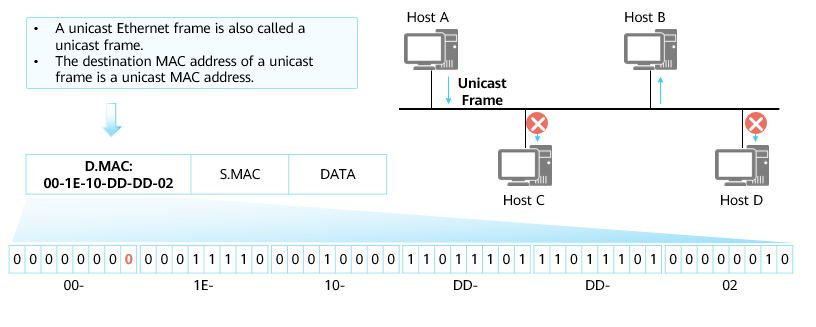 • A unicast Ethernet frame is also called a
unicast frame.
• The destination MAC address of a unicast
frame is a unicast MAC address.
Host A
Host B
Unicast
Frame
Host C
Host D
D.MAC:
00-1E-10-DD-DD-02
S.MAC
DATA
0 0 0 0 0 0 0 0 0 0 0 1 1 1 1 0 0 0 0 1 0 0 0 0 1 1 0 1 1 1 0 1 1 1 0 1 1 1 0 1 0 0 0 0 0 0 1 0
00- 1E- 10- DD- DD- 02